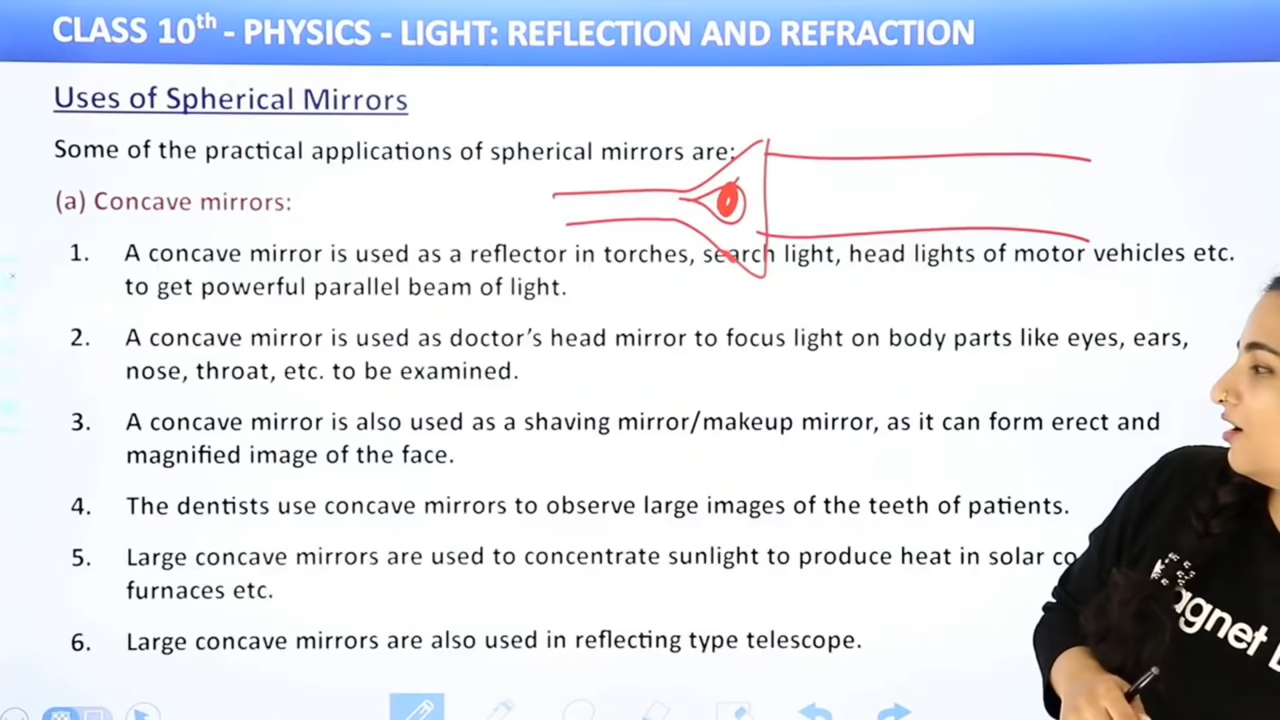 CLASS 10th - PHYSICS - LIGHT: REFLECTION AND REFRACTION
Uses of Spherical Mirrors
Some of the practical applications of spherical mirrors are:
(a) Concave mirrors:
1. A concave mirror is used as a reflector in torches, search light, head lights of motor vehicles etc.
to get powerful parallel beam of light.
2. A concave mirror is used as doctor's head mirror to focus light on body parts like eyes, ears,
nose, throat, etc. to be examined.
3. A concave mirror is also used as a shaving mirror/makeup mirror, as it can form erect and
magnified image of the face.
4. The dentists use concave mirrors to observe large images of the teeth of patients.
5. Large concave mirrors are used to concentrate sunlight to produce heat in solar
furnaces etc.
6. Large concave mirrors are also used in reflecting type telescope.
agnet